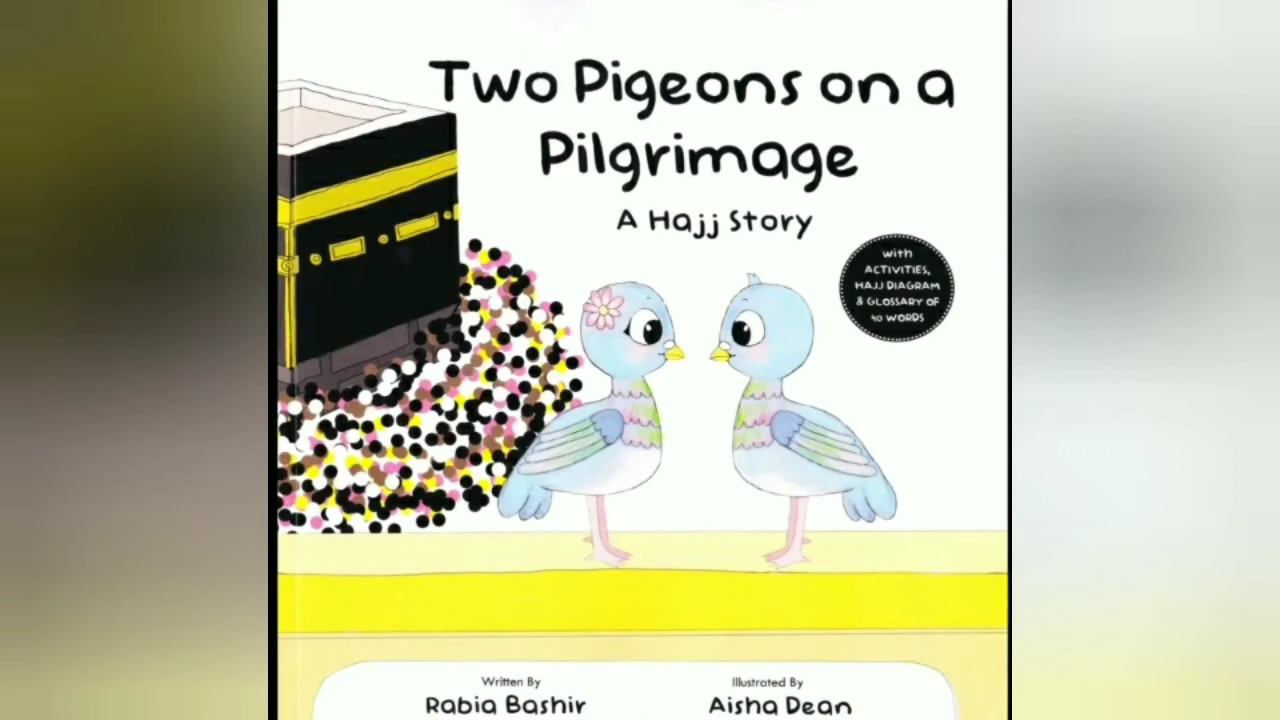 Two Pigeons on a
Pilgrimage
A Hajj Story
with
ACTIVITIES,
HAJJ DIAGRAM
& GLOSSARY OF
40 WORDS
Written By
Rabia Bashir
Illustrated By
Aisha Dean